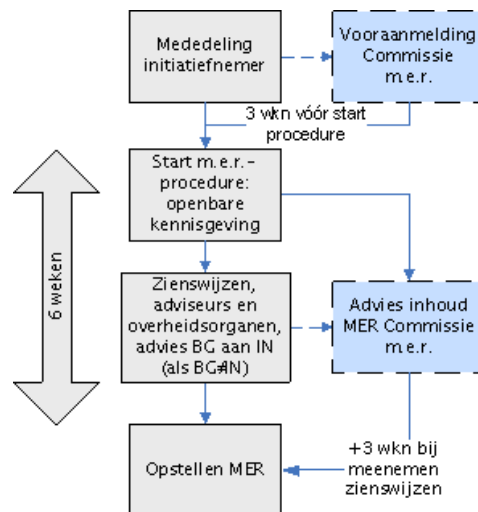 Mededeling
initiatiefnemer
Vooraanmelding
Commissie
m.e.r.
3 wkn vóór start
procedure
Start m.e.r.–
procedure:
openbare
kennisgeving
6 weken
Zienswijzen,
adviseurs en
overheidsorganen,
advies BG aan IN
(als BG≠IN)
Advies inhoud
MER Commissie
m.e.r.
Opstellen MER
+3 wkn bij
meenemen
zienswijzen